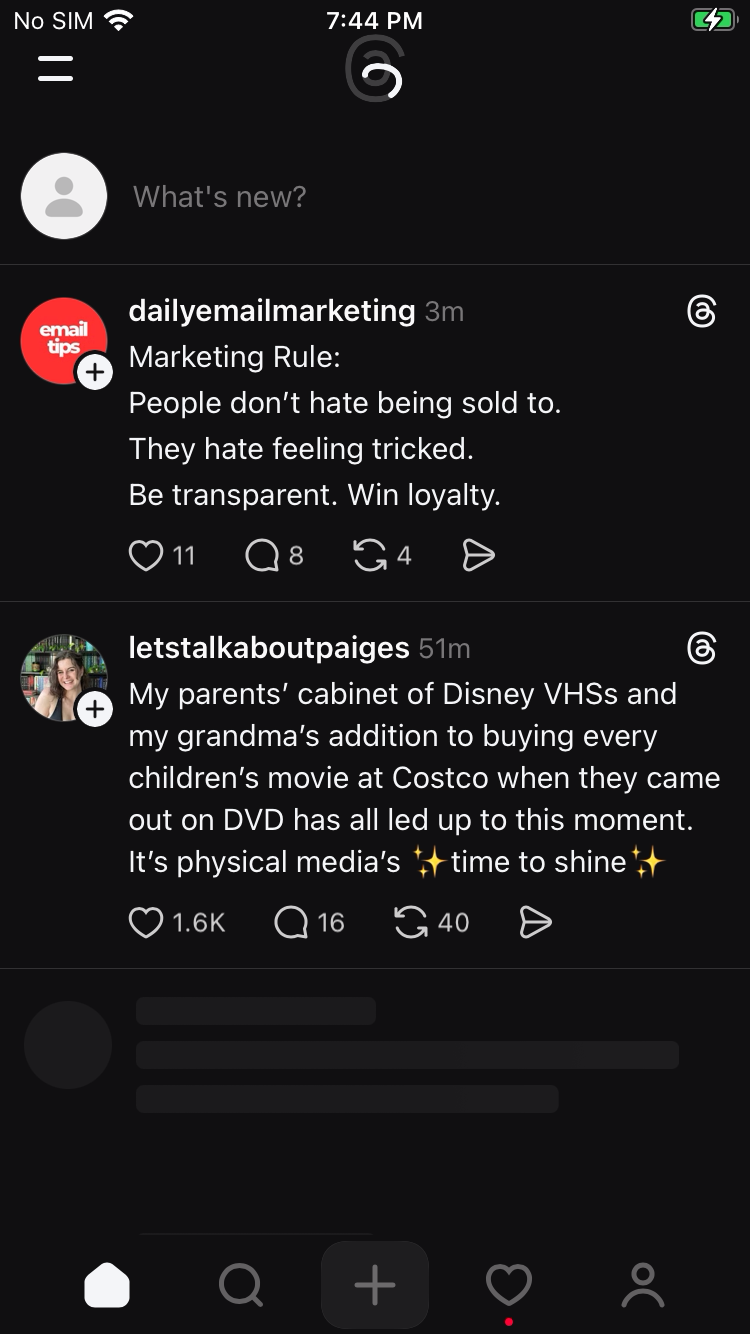 No SIM 7:44 PM
What's new?
email
tips
dailyemailmarketing 3m
Marketing Rule:
People don’t hate being sold to.
They hate feeling tricked.
Be transparent. Win loyalty.
11 8 4
letstalkaboutpaiges 51m
My parents’ cabinet of Disney VHSs and
my grandma’s addition to buying every
children’s movie at Costco when they came
out on DVD has all led up to this moment.
It’s physical media’s ✨time to shine✨
1.6K 16 40